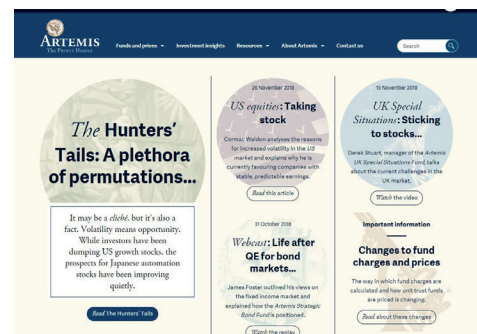 ARTEMIS
The Profit Hunter
Funds and prices
Investment insights
Resources
About Artemis
Contact us
Search
The Hunters'
Tails: A plethora
of permutations...
It may be a cliché, but it's also a
fact. Volatility means opportunity.
While investors have been
dumping US growth stocks, the
prospects for Japanese automation
stocks have been improving
quietly.
Read The Hunters' Tails
26 November 2018
US equities: Taking
stock
Cormac Weldon analyses the reasons
for increased volatility in the US
market and explains why he is
currently favouring companies with
stable, predictable earnings.
Read this article
31 October 2018
Webcast: Life after
QE for bond
markets...
James Foster outlined his views on
the fixed income market and
explained how the Artemis Strategic
Bond Fund is positioned.
Watch the replay
15 November 2018
UK Special
Situations: Sticking
to stocks...
Derek Stuart, manager of the Artemis
UK Special Situations Fund, talks
about the current challenges in the
UK market.
Watch the video
Important information
Changes to fund
charges and prices
The way in which fund charges are
calculated and how unit trust funds
are priced is changing.
Read about these changes